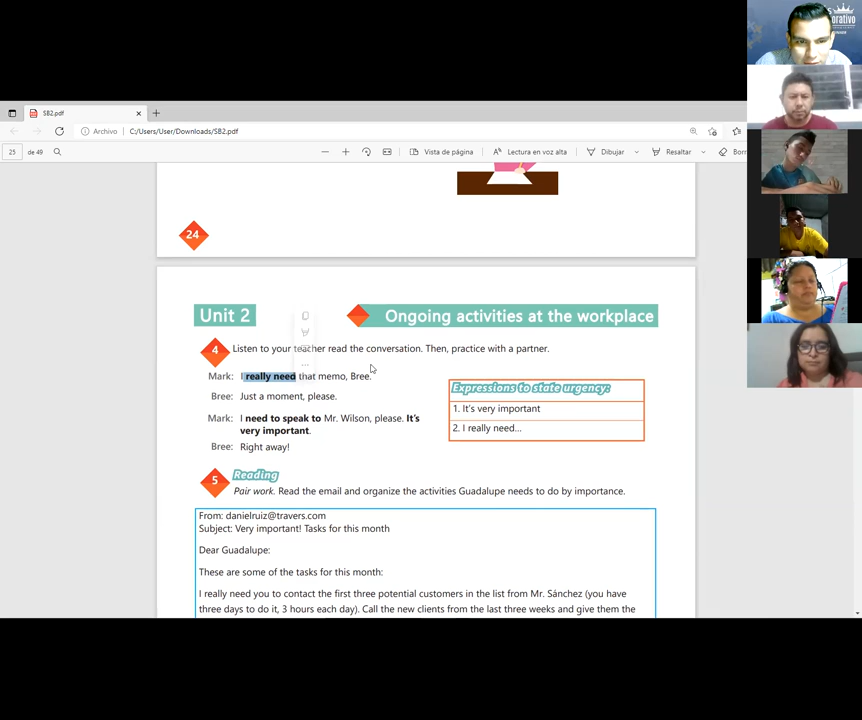 SB2.pdf
Archivo
C:/Users/User/Downloads/SB2.pdf
25
de 49
Vista de página
Lectura en voz alta
Dibujar
Resaltar
24
Unit 2
Ongoing activities at the workplace
4
Listen to your teacher read the conversation. Then, practice with a partner.
Mark: I really need that memo, Bree.
Bree: Just a moment, please.
Mark: I need to speak to Mr. Wilson, please. It's
very important.
Bree: Right away!
Expressions to state urgency:
1. It's very important
2. I really need...
5
Reading
Pair work. Read the email and organize the activities Guadalupe needs to do by importance.
From: danielruiz@travers.com
Subject: Very important! Tasks for this month
Dear Guadalupe:
These are some of the tasks for this month:
I really need you to contact the first three potential customers in the list from Mr. Sánchez (you have
three days to do it, 3 hours each day). Call the new clients from the last three weeks and give them the